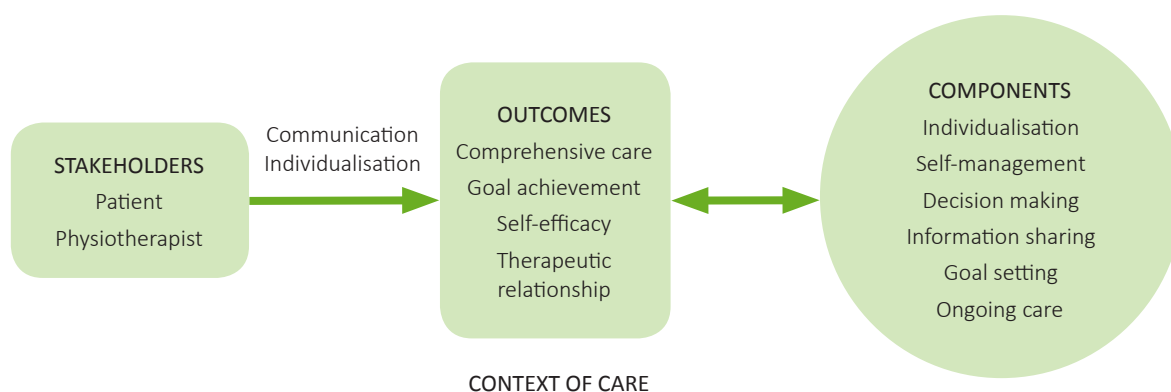 STAKEHOLDERS
Patient
Physiotherapist
Communication
Individualisation
OUTCOMES
Comprehensive care
Goal achievement
Self-efficacy
Therapeutic
relationship
COMPONENTS
Individualisation
Self-management
Decision making
Information sharing
Goal setting
Ongoing care
CONTEXT OF CARE